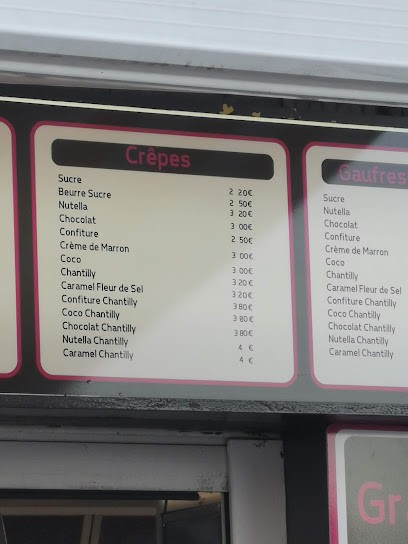 Crêpes
Sucre 2 20€
Beurre Sucre 2 50€
Nutella 3 20€
Chocolat 3 00€
Confiture 2 50€
Crème de Marron 3 00€
Coco 3 00€
Chantilly 3 20€
Caramel Fleur de Sel 3 20€
Confiture Chantilly 3 80€
Coco Chantilly 3 80€
Chocolat Chantilly 3 80€
Nutella Chantilly 4 €
Caramel Chantilly 4 €
Gaufres
Sucre
Nutella
Chocolat
Confiture
Crème de Marron
Coco
Chantilly
Caramel Fleur de Sel
Confiture Chantilly
Coco Chantilly
Chocolat Chantilly
Nutella Chantilly
Caramel Chantilly
Gr